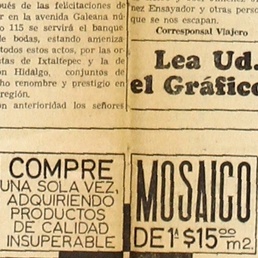 pués de las felicitaciones de
r en la avenida Galeana nú
o 115 se servirá el banque
de bodas, estando ameniza
todos estos actos, por las or-
stas de Ixtaltepec y la de
on Hidalgo, conjuntos de
ho renombre y prestigio en
región.
on anterioridad los señores
nez Ensayador y otras perso
que se nos escapan.
Corresponsal Viajero
Lea Ud.
el Gráfico
COMPRE
UNA SOLA VEZ,
ADQUIRIENDO
PRODUCTOS
DE CALIDAD
INSUPERABLE
MOSAICO
DE 1ª $15.00 m2.